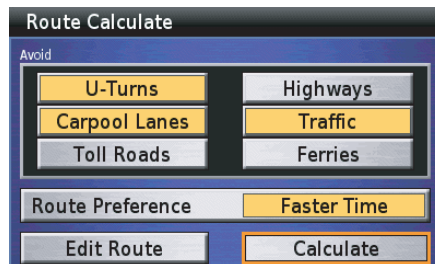 Route Calculate
Avoid
U-Turns Highways
Carpool Lanes Traffic
Toll Roads Ferries
Route Preference Faster Time
Edit Route Calculate